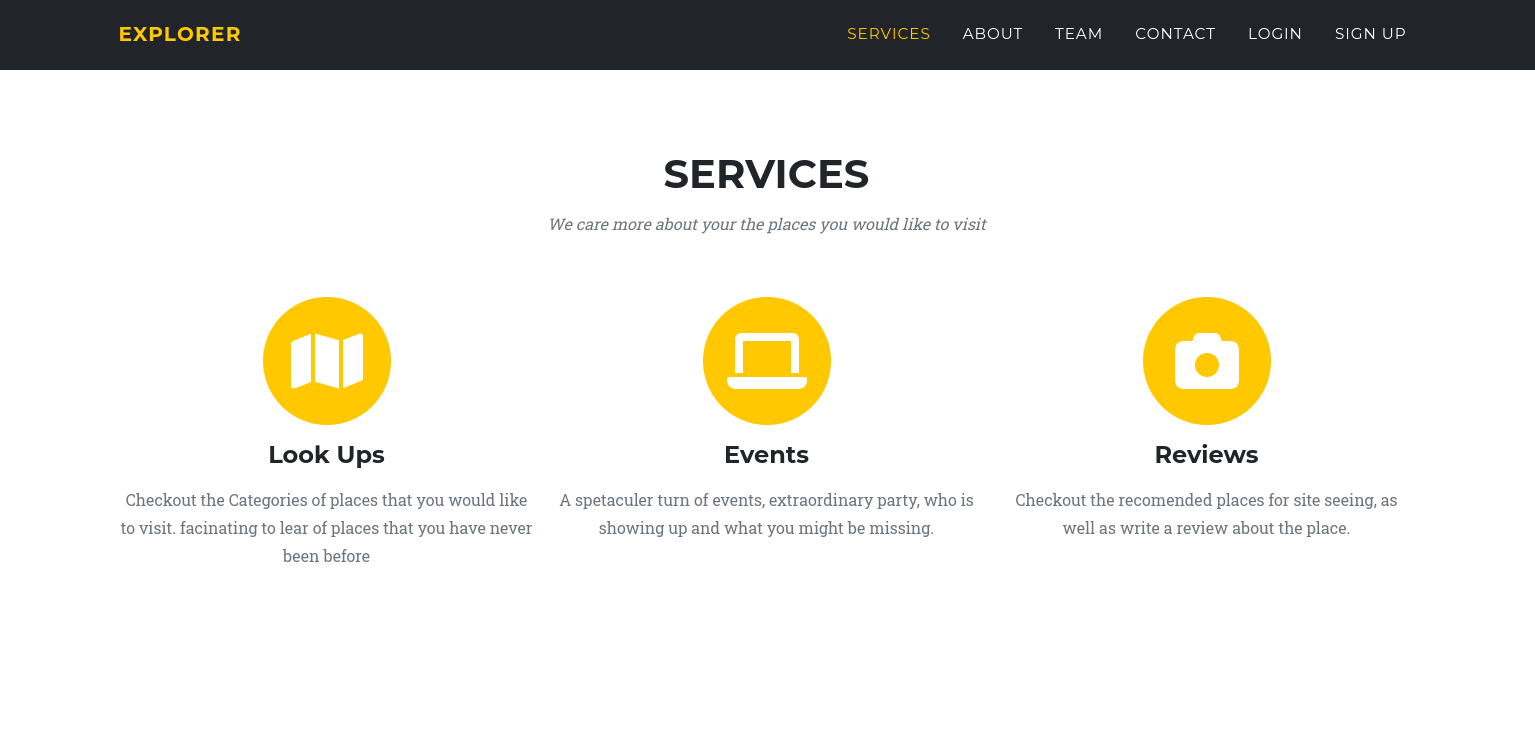 EXPLORER
SERVICES ABOUT TEAM CONTACT LOGIN SIGN UP
SERVICES
We care more about your the places you would like to visit
Look Ups
Checkout the Categories of places that you would like
to visit. facinating to lear of places that you have never
been before
Events
A spetaculer turn of events, extraordinary party, who is
showing up and what you might be missing.
Reviews
Checkout the recomended places for site seeing, as
well as write a review about the place.